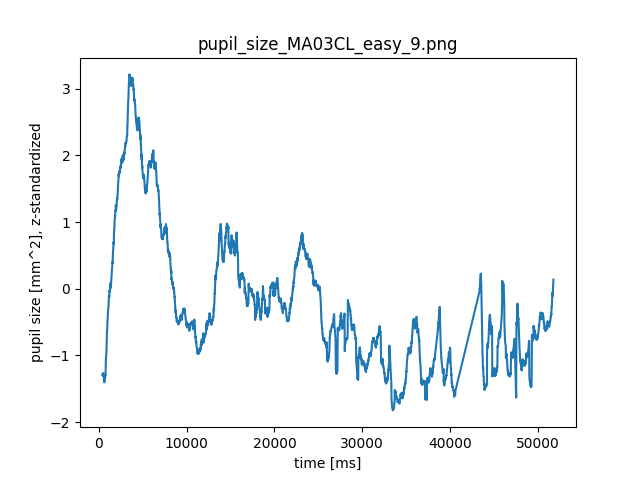 pupil_size_MA03CL_easy_9.png
pupil size [mm^2], z-standardized
3
2
1
0
−1
−2
0 10000 20000 30000 40000 50000
time [ms]